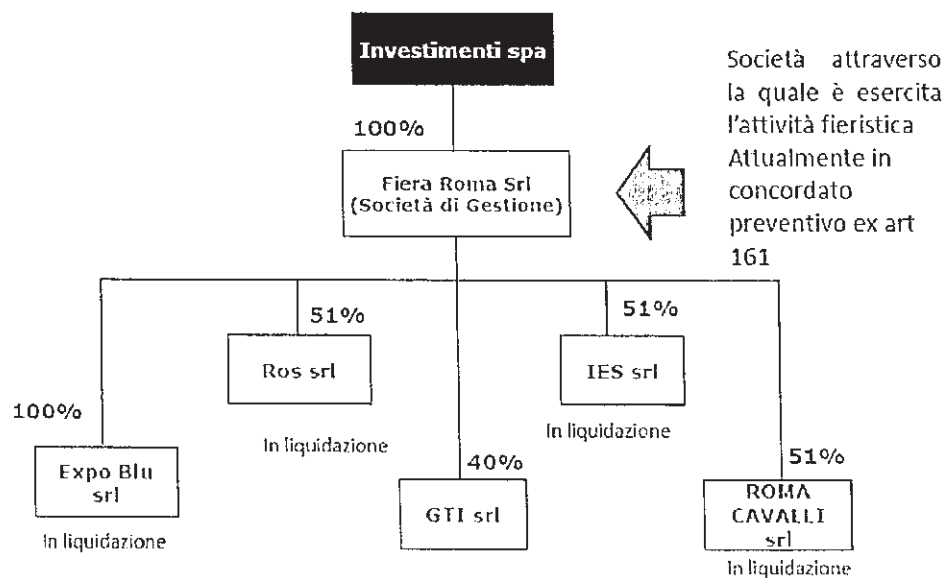 Investimenti spa
Società attraverso
la quale è esercita
l'attività fieristica
Attualmente in
concordato
preventivo ex art
161
100%
Fiera Roma Srl
(Società di Gestione)
51%
Ros srl
In liquidazione
51%
IES srl
In liquidazione
100%
Expo Blu
srl
In liquidazione
40%
GTI srl
51%
ROMA
CAVALLI
srl
In liquidazione